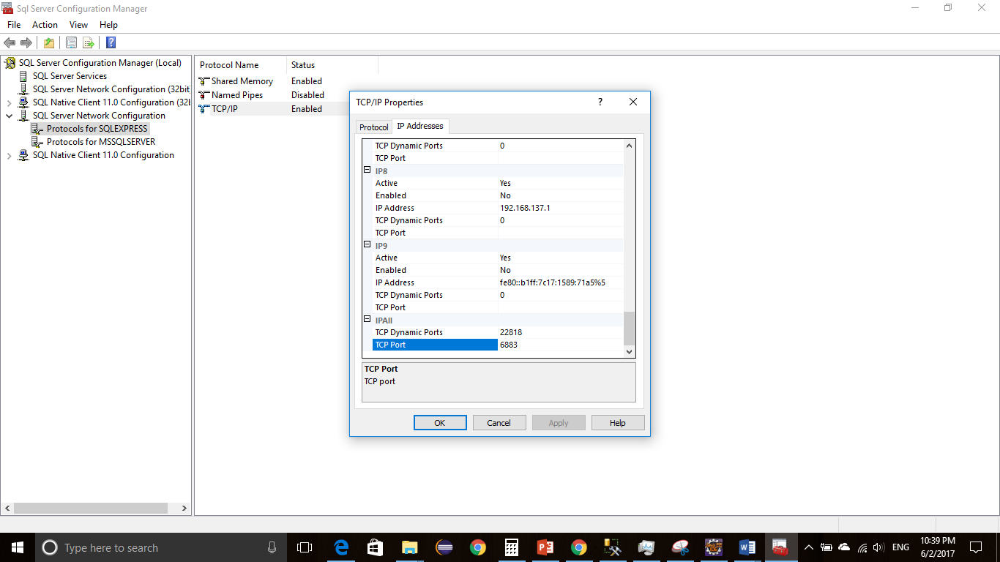 Sql Server Configuration Manager
File Action View Help
SQL Server Configuration Manager (Local)
SQL Server Services
SQL Server Network Configuration (32bit
SQL Native Client 11.0 Configuration (32b
SQL Server Network Configuration
Protocols for SQLEXPRESS
Protocols for MSSQLSERVER
SQL Native Client 11.0 Configuration
Protocol Name Status
Shared Memory Enabled
Named Pipes Disabled
TCP/IP Enabled
TCP/IP Properties
Protocol IP Addresses
TCP Dynamic Ports 0
TCP Port
IP8
Active Yes
Enabled No
IP Address 192.168.137.1
TCP Dynamic Ports 0
TCP Port
IP9
Active Yes
Enabled No
IP Address fe80::b1ff:7c17:1589:71a5%5
TCP Dynamic Ports 0
TCP Port
IPAll
TCP Dynamic Ports 22818
TCP Port 6883
TCP Port
TCP port
OK Cancel Apply Help
Type here to search
ENG
10:39 PM
6/2/2017